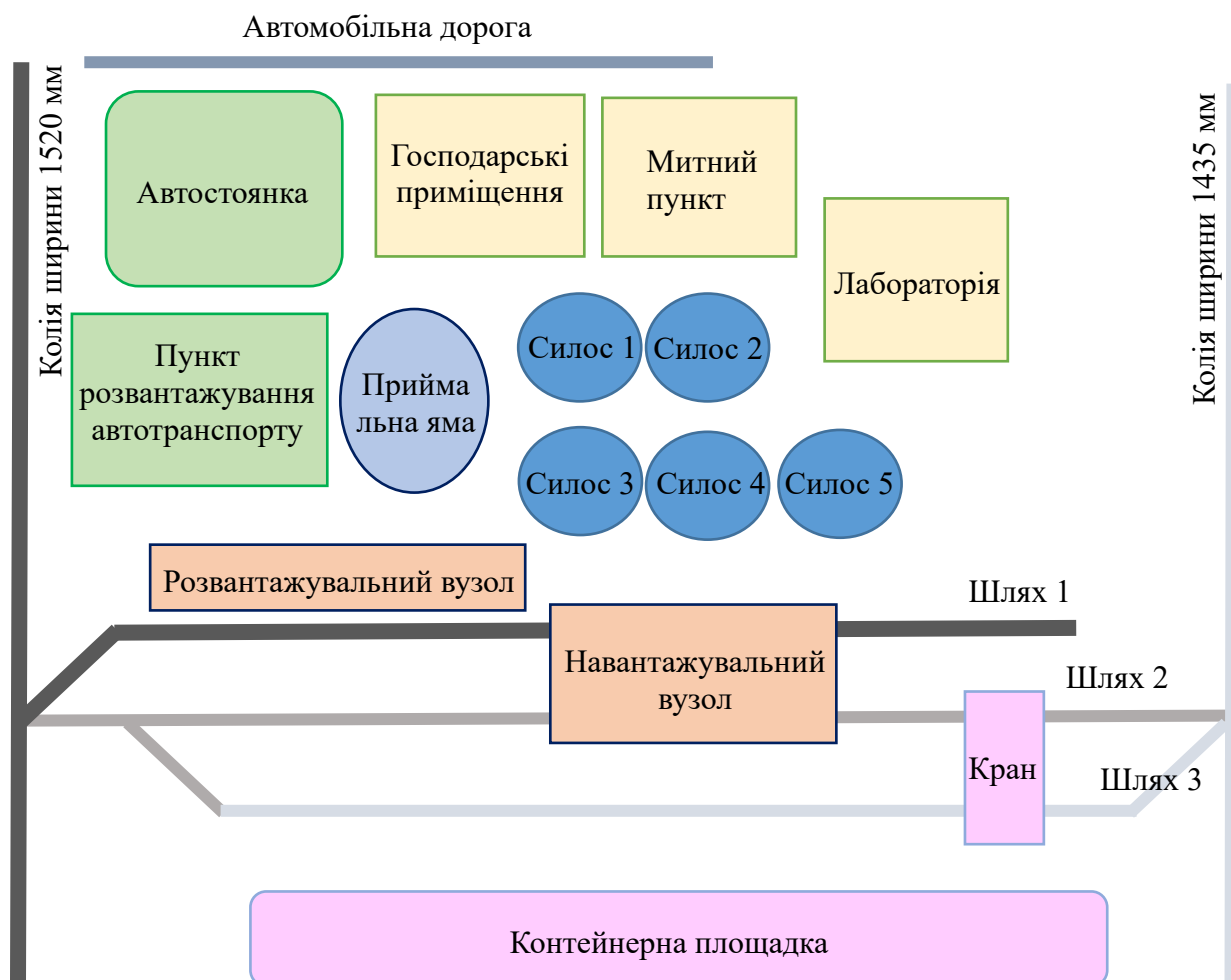 Автомобільна дорога
Колія ширини 1520 мм
Колія ширини 1435 мм
Автостоянка
Господарські
приміщення
Митний
пункт
Лабораторія
Пункт
розвантажування
автотранспорту
Прийма
льна яма
Силос 1
Силос 2
Силос 3
Силос 4
Силос 5
Розвантажувальний вузол
Шлях 1
Навантажувальний
вузол
Шлях 2
Кран
Шлях 3
Контейнерна площадка